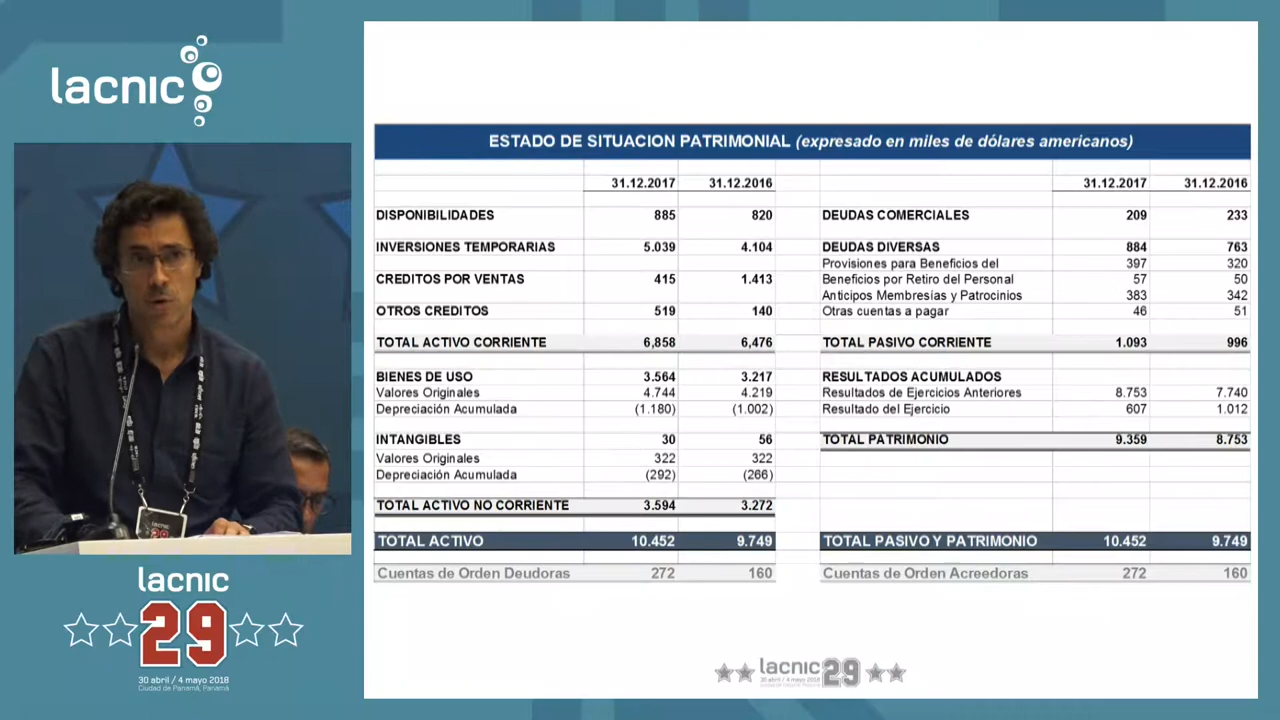 lacnic
ESTADO DE SITUACION PATRIMONIAL (expresado en miles de dólares americanos)
31.12.2017 31.12.2016
DISPONIBILIDADES 885 820
INVERSIONES TEMPORARIAS 5.039 4.104
CREDITOS POR VENTAS 415 1.413
OTROS CREDITOS 519 140
TOTAL ACTIVO CORRIENTE 6,858 6,476
BIENES DE USO 3.564 3.217
Valores Originales 4.744 4.219
Depreciación Acumulada (1.180) (1.002)
INTANGIBLES 30 56
Valores Originales 322 322
Depreciación Acumulada (292) (266)
TOTAL ACTIVO NO CORRIENTE 3.594 3.272
TOTAL ACTIVO 10.452 9.749
Cuentas de Orden Deudoras 272 160
31.12.2017 31.12.2016
DEUDAS COMERCIALES 209 233
DEUDAS DIVERSAS 884 763
Provisiones para Beneficios del 397 320
Beneficios por Retiro del Personal 57 50
Anticipos Membresías y Patrocinios 383 342
Otras cuentas a pagar 46 51
TOTAL PASIVO CORRIENTE 1.093 996
RESULTADOS ACUMULADOS
Resultados de Ejercicios Anteriores 8.753 7.740
Resultado del Ejercicio 607 1.012
TOTAL PATRIMONIO 9.359 8.753
TOTAL PASIVO Y PATRIMONIO 10.452 9.749
Cuentas de Orden Acreedoras 272 160
lacnic
29
lacnic
29
30 abril / 4 mayo 2018
Ciudad de Panamá, Panamá
lacnic 29
30 abril / 4 mayo 2018